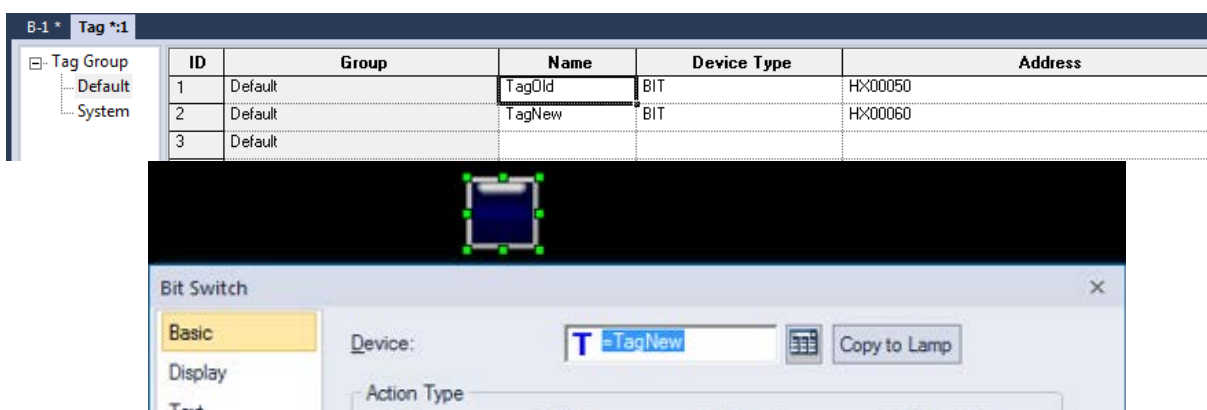 B-1 * Tag *:1
Tag Group
Default
System
ID Group Name Device Type Address
1 Default TagOld BIT HX00050
2 Default TagNew BIT HX00060
3 Default
Bit Switch
Basic
Device: T =TagNew Copy to Lamp
Display
Action Type